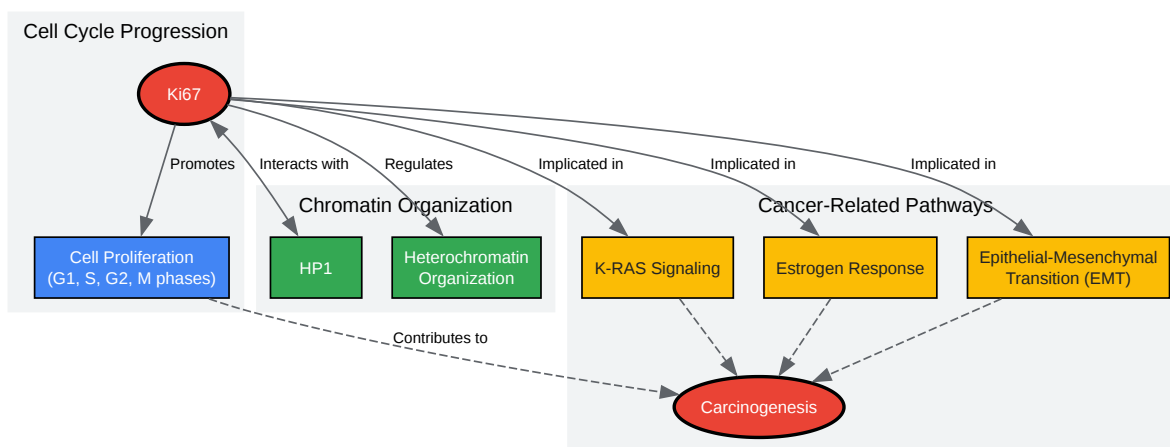 Cell Cycle Progression
Ki67
Promotes
Interacts with
Regulates
Implicated in
Implicated in
Implicated in
Chromatin Organization
Cancer-Related Pathways
Cell Proliferation
(G1, S, G2, M phases)
HP1
Heterochromatin
Organization
K-RAS Signaling
Estrogen Response
Epithelial-Mesenchymal
Transition (EMT)
Contributes to
Carcinogenesis